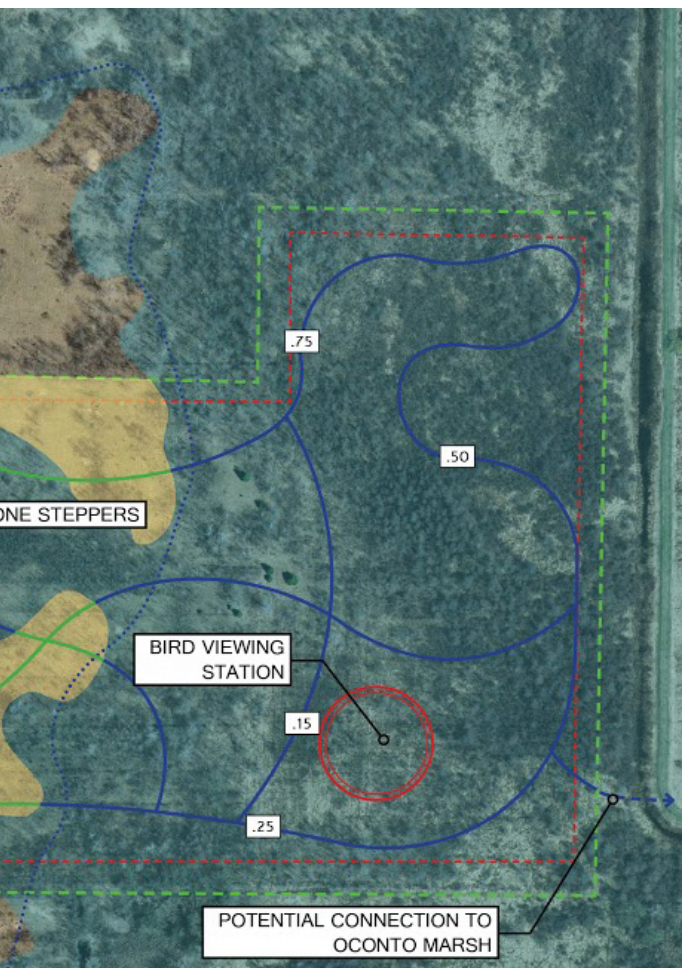 .75
.50
ONE STEPPERS
BIRD VIEWING
STATION
.15
.25
POTENTIAL CONNECTION TO
OCONTO MARSH